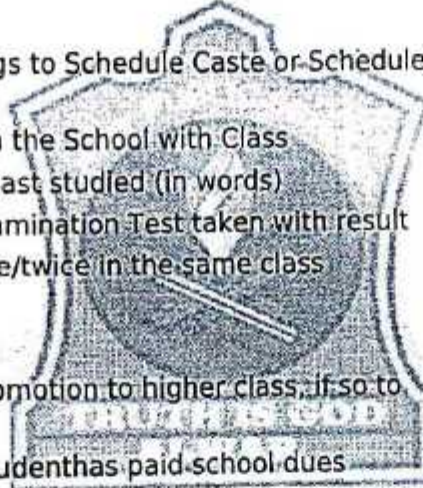 gs to Schedule Caste or Schedule
the School with Class
ast studied (in words)
amination Test taken with result
e/twice in the same class
omotion to higher class, if so to
TRUTH IS GOD
udenthas paid school dues